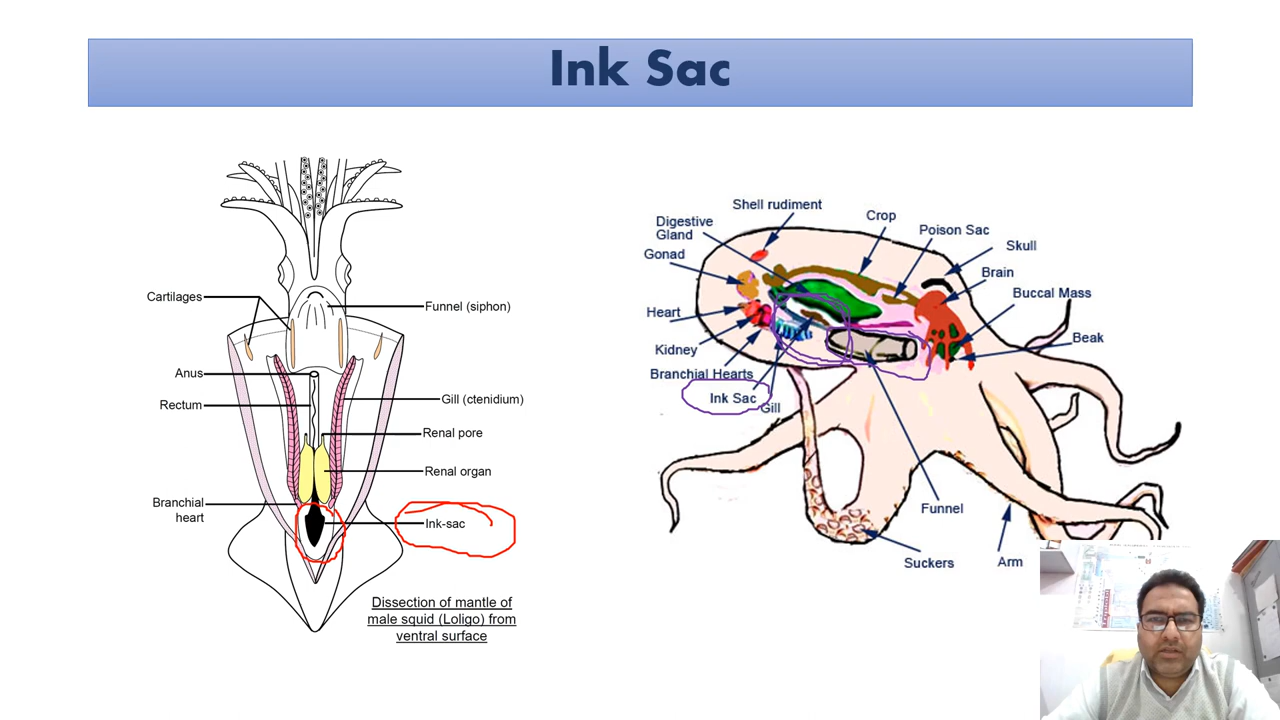 Ink Sac
Cartilages
Anus
Rectum
Branchial
heart
Funnel (siphon)
Gill (ctenidium)
Renal pore
Renal organ
Ink-sac
Dissection of mantle of
male squid (Loligo) from
ventral surface
Shell rudiment
Digestive
Gland
Gonad
Heart
Kidney
Branchial Hearts
Ink Sac
Gill
Crop
Poison Sac
Skull
Brain
Buccal Mass
Beak
Funnel
Suckers
Arm